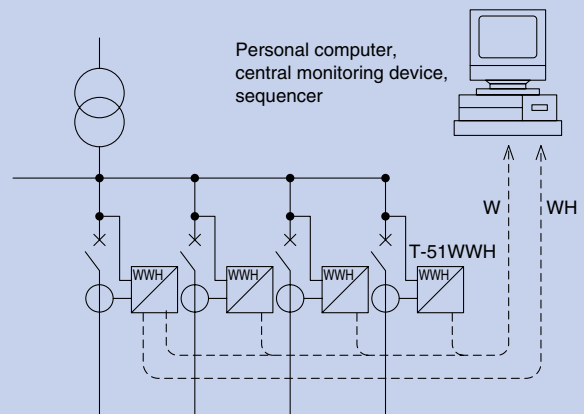 Personal computer,
central monitoring device,
sequencer
W
WH
T-51WWH
WWH
WWH
WWH
WWH